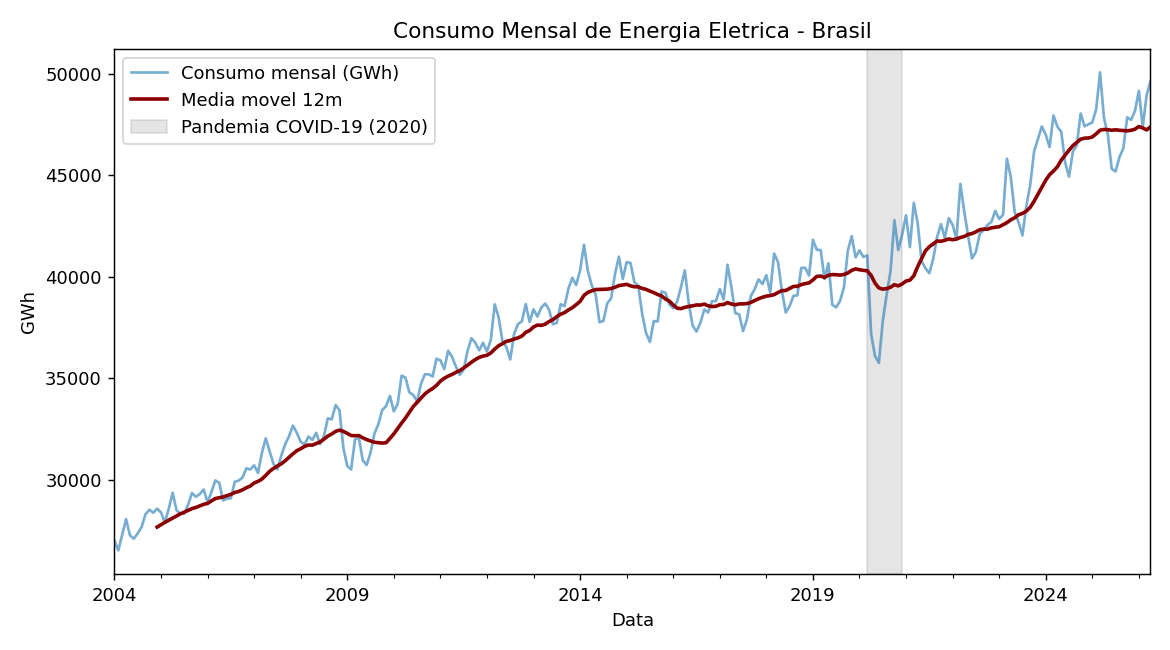 Consumo Mensal de Energia Eletrica - Brasil
Consumo mensal (GWh)
Media movel 12m
Pandemia COVID-19 (2020)
50000
45000
40000
35000
30000
GWh
2004 2009 2014 2019 2024
Data